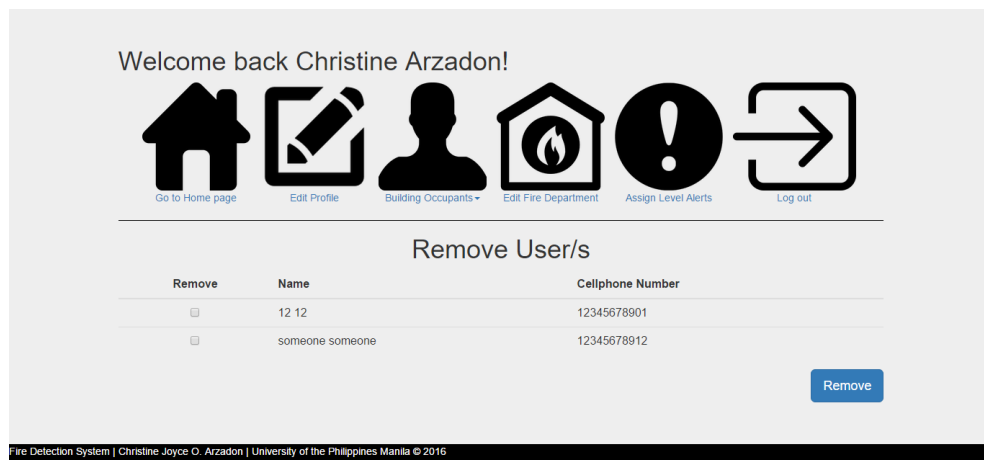 Welcome back Christine Arzadon!
Go to Home page Edit Profile Building Occupants Edit Fire Department Assign Level Alerts Log out
Remove User/s
Remove Name Cellphone Number
12 12 12345678901
someone someone 12345678912
Remove
Fire Detection System | Christine Joyce O. Arzadon | University of the Philippines Manila © 2016